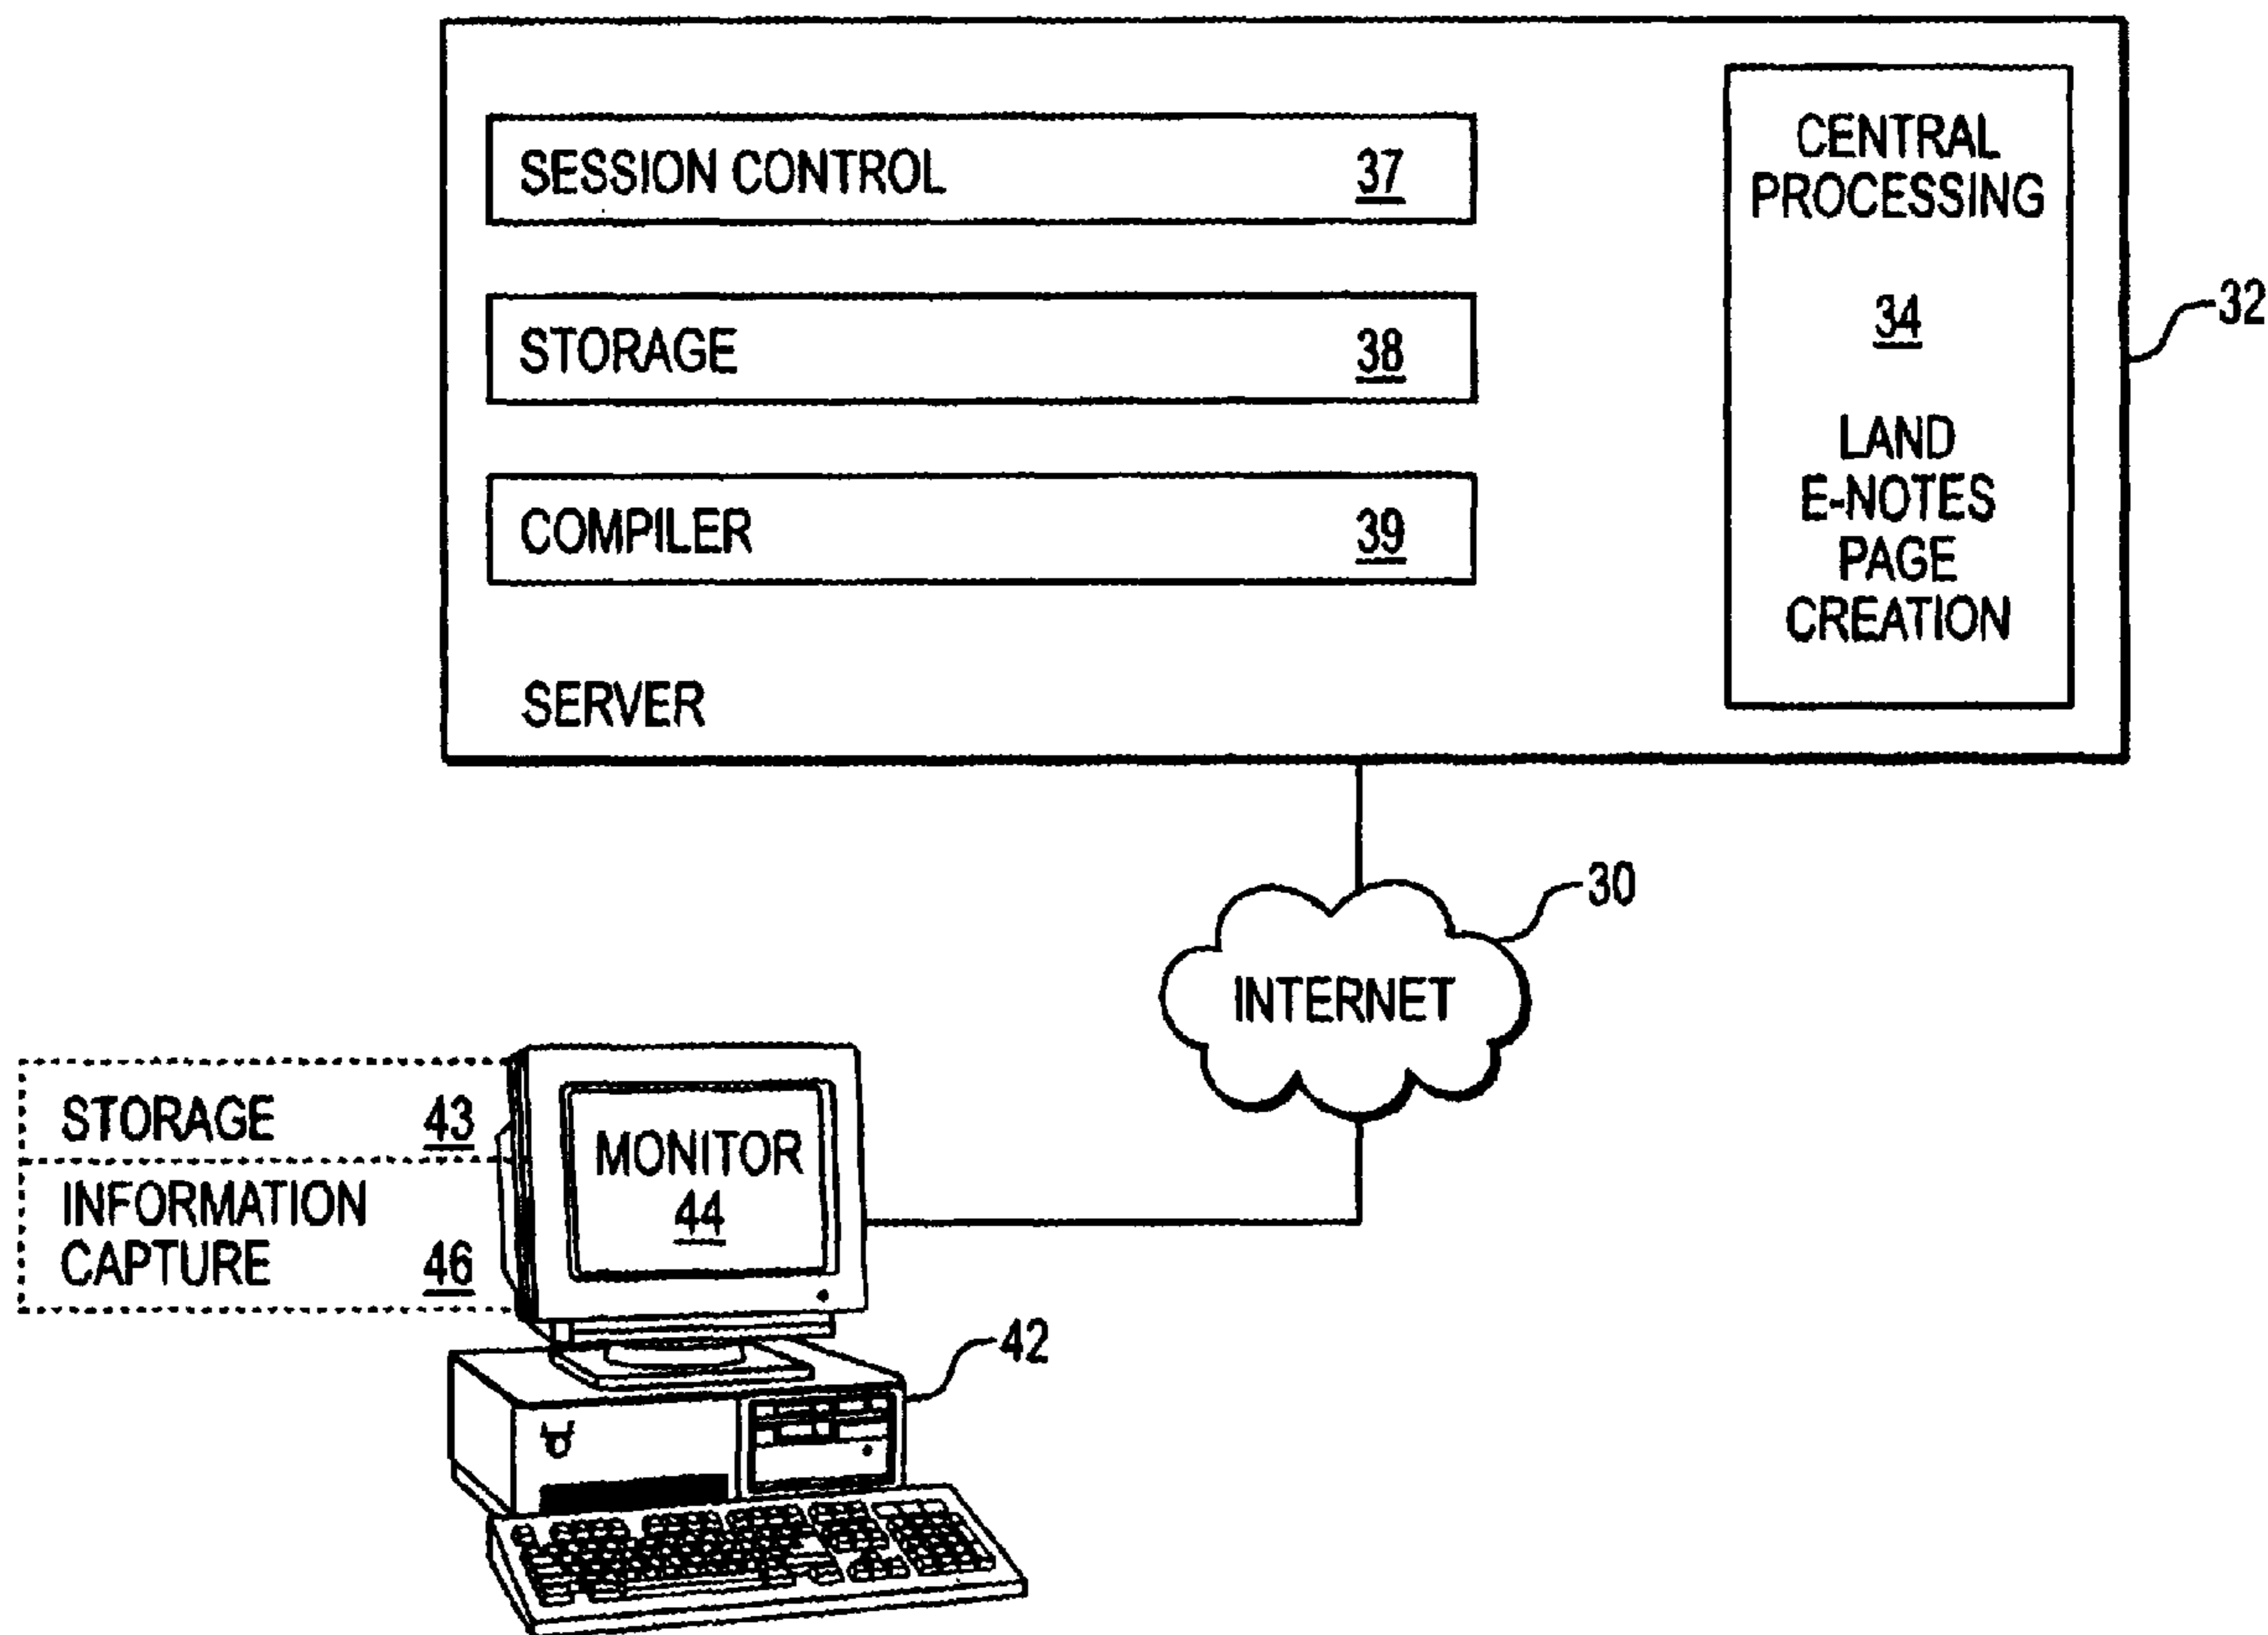 SESSION CONTROL 37
STORAGE 38
COMPILER 39
SERVER
CENTRAL
PROCESSING
34
LAND
E-NOTES
PAGE
CREATION
32
30
INTERNET
STORAGE 43
INFORMATION
CAPTURE 46
MONITOR
44
42